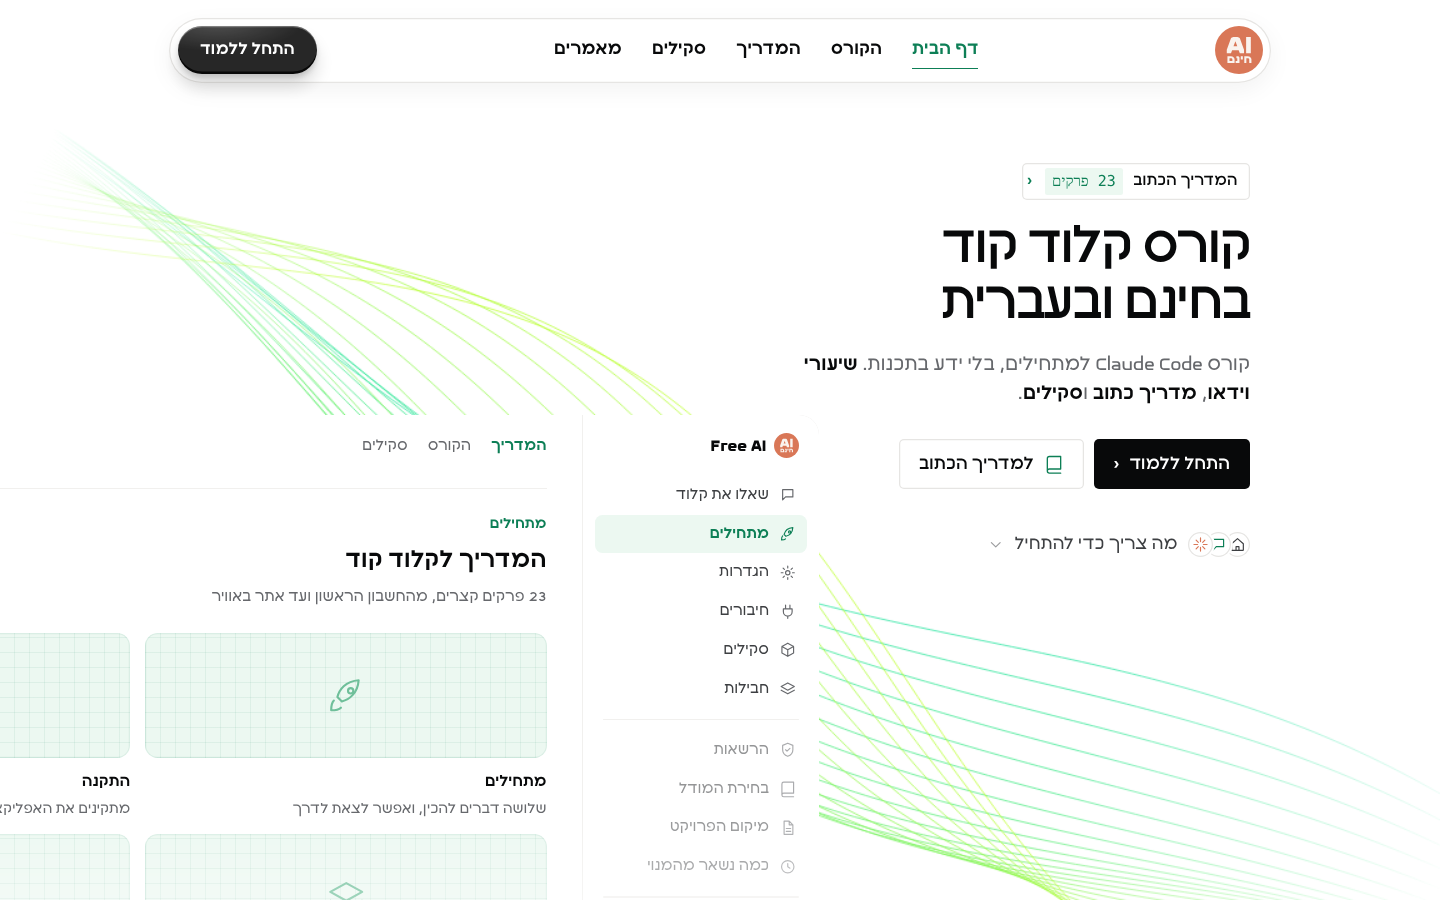 AI
חינם
דף הבית
הקורס
המדריך
סקילים
מאמרים
התחל ללמוד
המדריך הכתוב
23 פרקים
קורס קלוד קוד
בחינם ובעברית
קורס Claude Code למתחילים, בלי ידע בתכנות. שיעורי
וידאו, מדריך כתוב וסקילים.
התחל ללמוד ‹
למדריך הכתוב
מה צריך כדי להתחיל
AI
חינם
Free AI
שאלו את קלוד
מתחילים
הגדרות
חיבורים
סקילים
חבילות
הרשאות
בחירת המודל
מיקום הפרויקט
כמה נשאר מהמנוי
המדריך
הקורס
סקילים
מתחילים
המדריך לקלוד קוד
23 פרקים קצרים, מהחשבון הראשון ועד אתר באוויר
מתחילים
שלושה דברים להכין, ואפשר לצאת לדרך
התקנה
מתקינים את